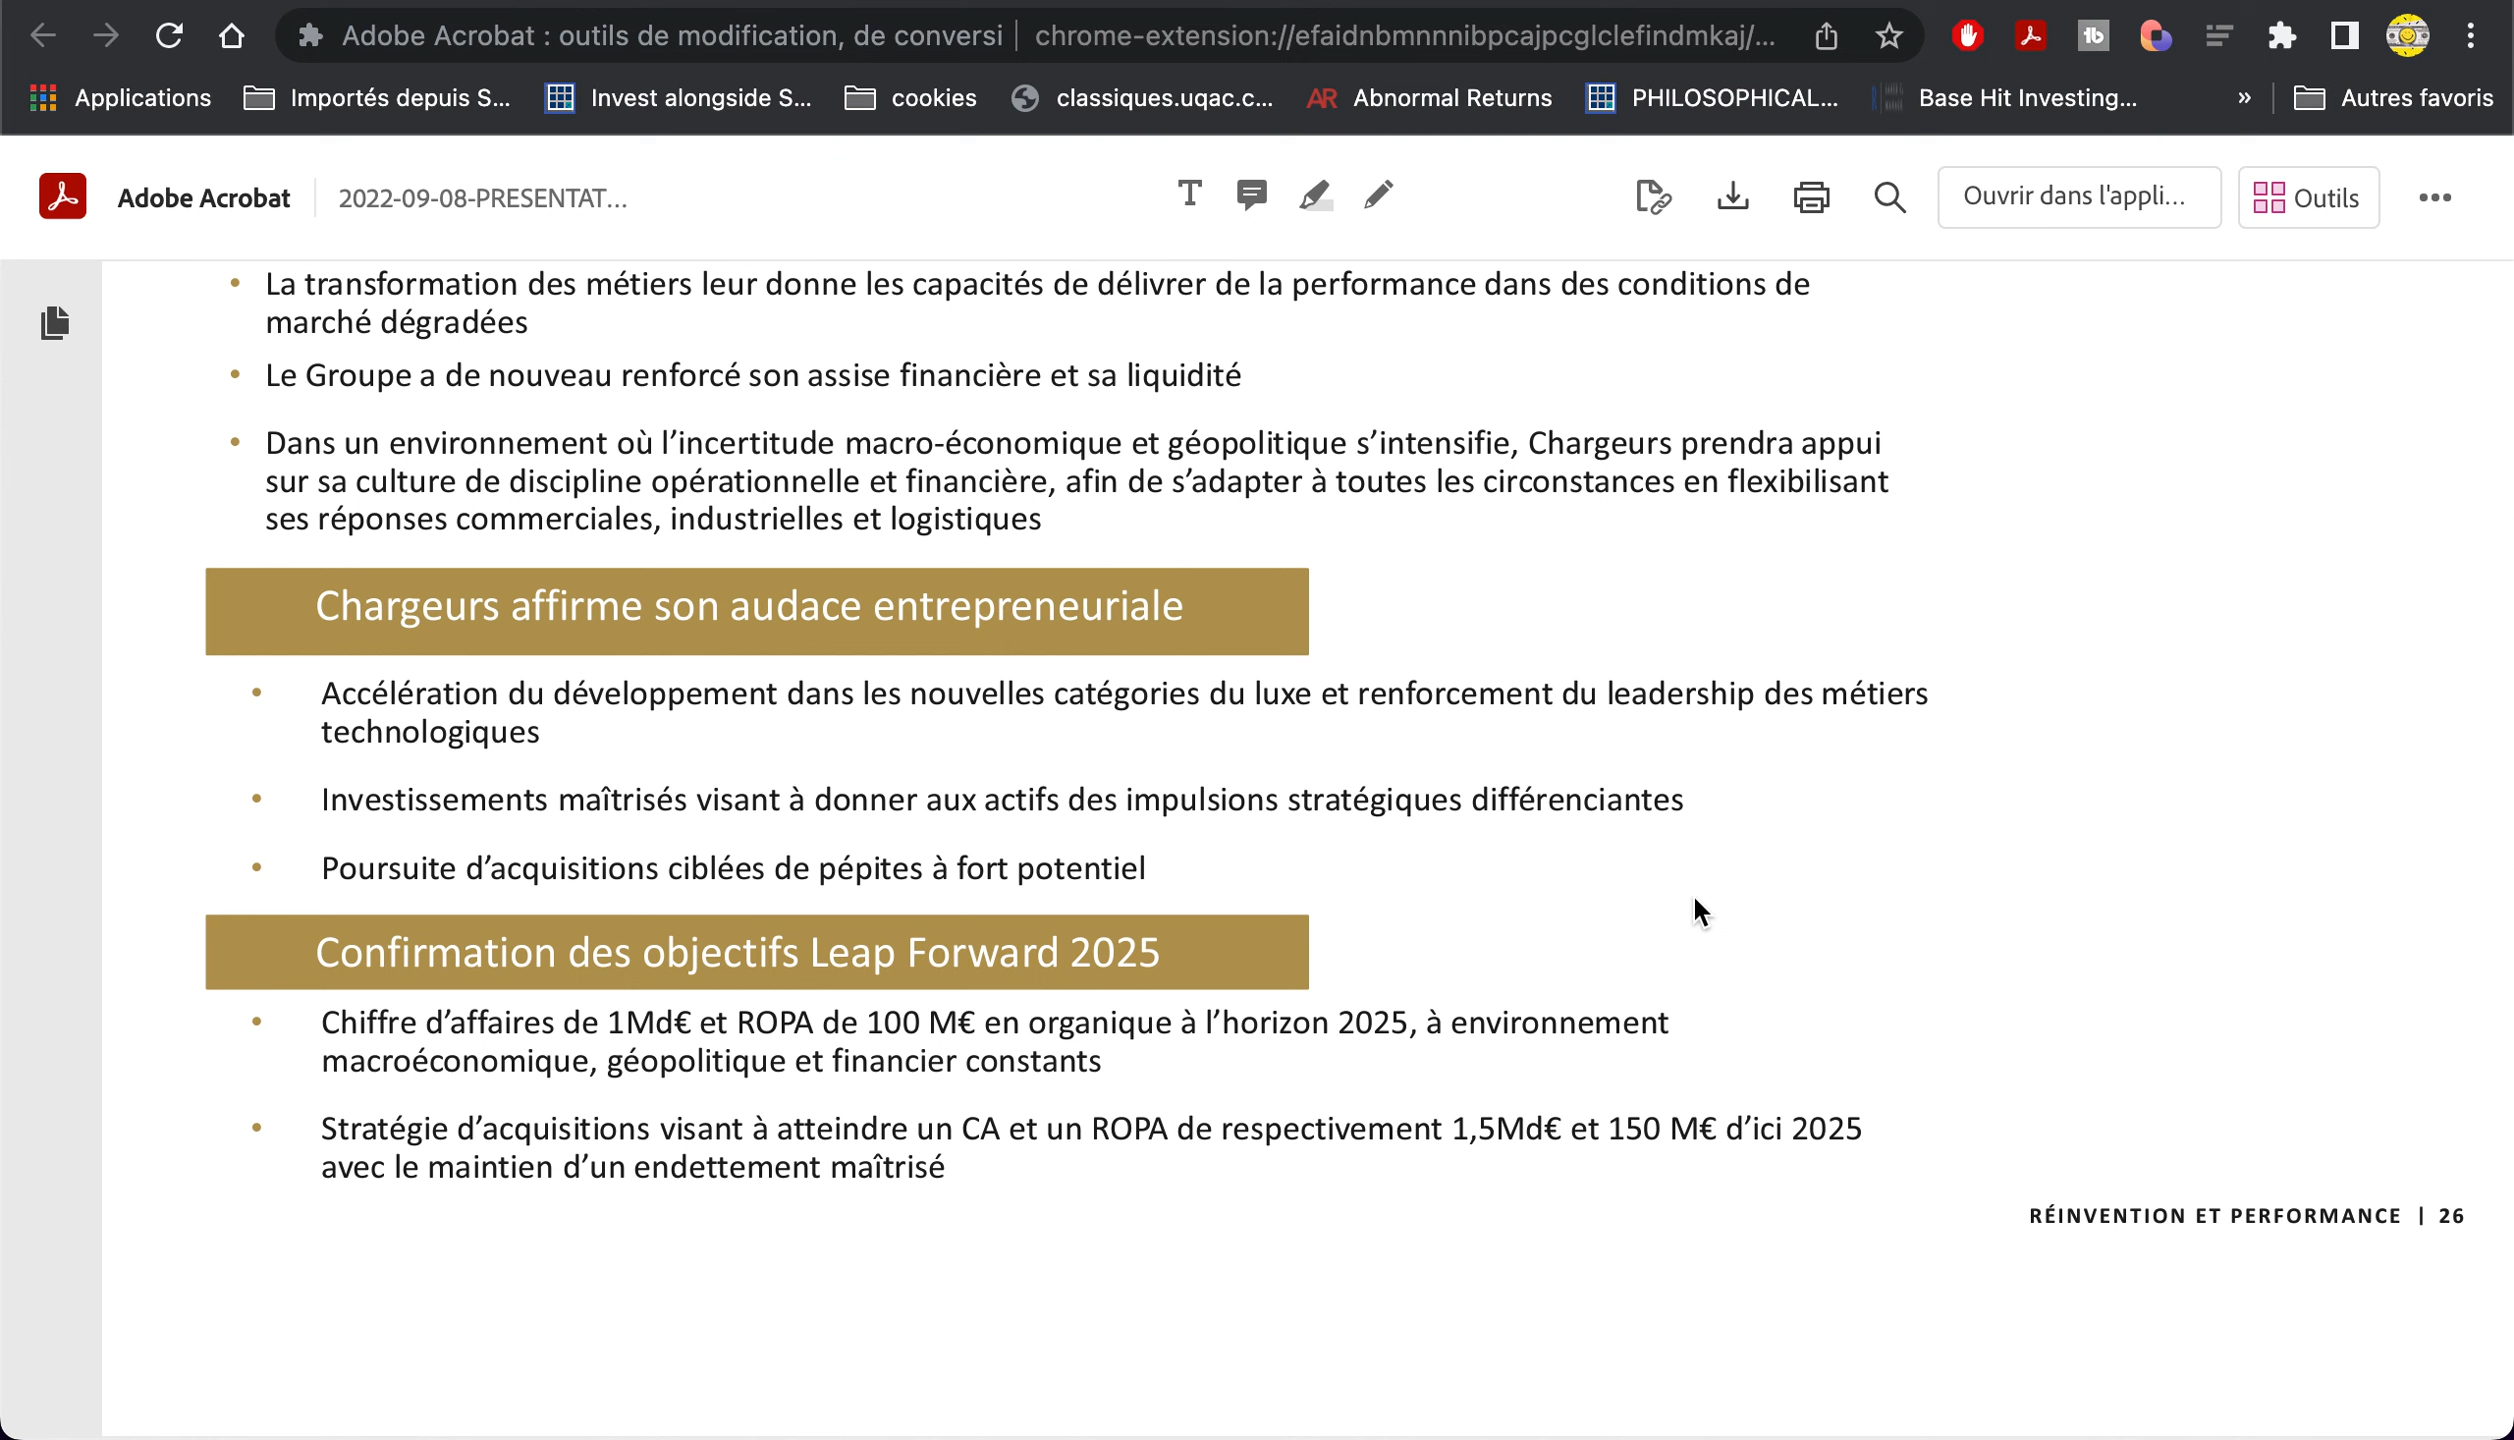 Adobe Acrobat : outils de modification, de conversi
chrome-extension://efaidnbmnnnibpcajpcglclefindmkaj/...
Applications
Importés depuis S...
Invest alongside S...
cookies
classiques.uqac.c...
AR
Abnormal Returns
PHILOSOPHICAL...
Base Hit Investing...
»
Autres favoris
Adobe Acrobat
2022-09-08-PRESENTAT...
Ouvrir dans l'appli...
Outils
• La transformation des métiers leur donne les capacités de délivrer de la performance dans des conditions de
marché dégradées
• Le Groupe a de nouveau renforcé son assise financière et sa liquidité
• Dans un environnement où l’incertitude macro-économique et géopolitique s’intensifie, Chargeurs prendra appui
sur sa culture de discipline opérationnelle et financière, afin de s’adapter à toutes les circonstances en flexibilisant
ses réponses commerciales, industrielles et logistiques
Chargeurs affirme son audace entrepreneuriale
• Accélération du développement dans les nouvelles catégories du luxe et renforcement du leadership des métiers
technologiques
• Investissements maîtrisés visant à donner aux actifs des impulsions stratégiques différenciantes
• Poursuite d’acquisitions ciblées de pépites à fort potentiel
Confirmation des objectifs Leap Forward 2025
• Chiffre d’affaires de 1Md€ et ROPA de 100 M€ en organique à l’horizon 2025, à environnement
macroéconomique, géopolitique et financier constants
• Stratégie d’acquisitions visant à atteindre un CA et un ROPA de respectivement 1,5Md€ et 150 M€ d’ici 2025
avec le maintien d’un endettement maîtrisé
RÉINVENTION ET PERFORMANCE | 26